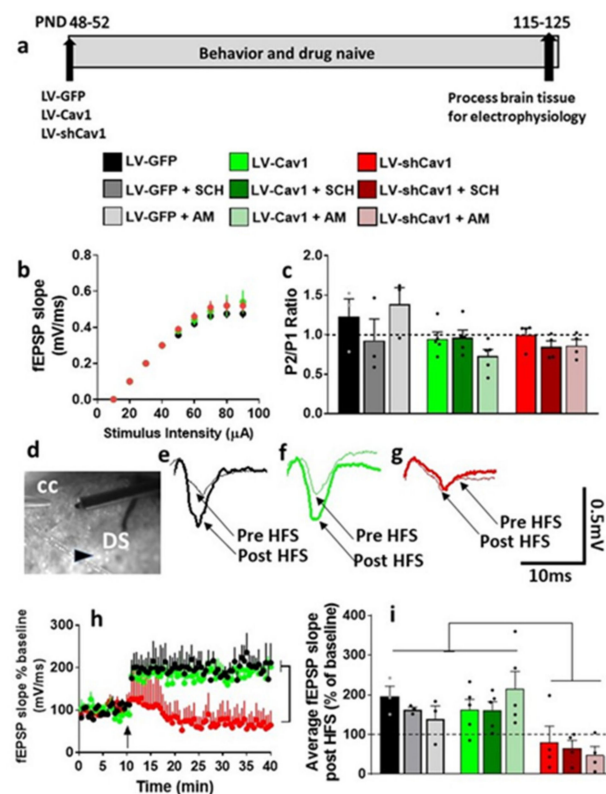 PND 48-52 115-125
a Behavior and drug naive
LV-GFP
LV-Cav1
LV-shCav1
Process brain tissue
for electrophysiology
LV-GFP LV-Cav1 LV-shCav1
LV-GFP + SCH LV-Cav1 + SCH LV-shCav1 + SCH
LV-GFP + AM LV-Cav1 + AM LV-shCav1 + AM
b
fEPSP slope
(mV/ms)
0.8
0.6
0.4
0.2
0.0
0 20 40 60 80 100
Stimulus Intensity (µA)
c
P2/P1 Ratio
2.0
1.5
1.0
0.5
0.0
d
cc
DS
e
Pre HFS
Post HFS
f
Pre HFS
Post HFS
g
Pre HFS
Post HFS
0.5mV
10ms
h
fEPSP slope % baseline
(mV/ms)
300
200
100
0
0 5 10 15 20 25 30 35 40
Time (min)
i
Average fEPSP slope
post HFS (% of baseline)
400
300
200
100
0